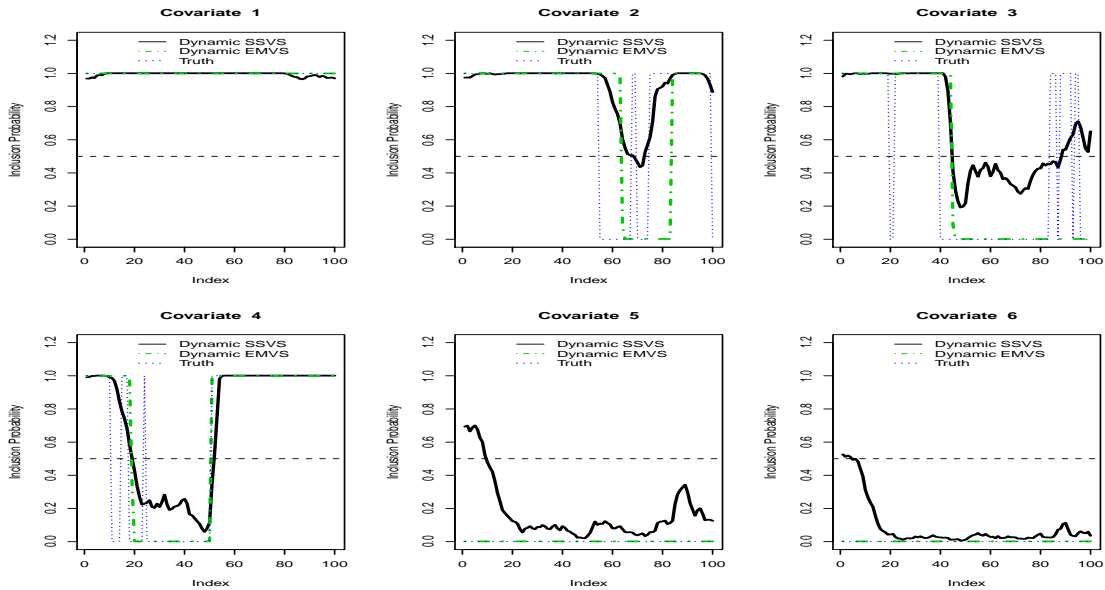 Covariate 1
Dynamic SSVS
Dynamic EMVS
Truth
Inclusion Probability
0.0 0.2 0.4 0.6 0.8 1.0 1.2
0 20 40 60 80 100
Index
Covariate 2
Dynamic SSVS
Dynamic EMVS
Truth
Inclusion Probability
0.0 0.2 0.4 0.6 0.8 1.0 1.2
0 20 40 60 80 100
Index
Covariate 3
Dynamic SSVS
Dynamic EMVS
Truth
Inclusion Probability
0.0 0.2 0.4 0.6 0.8 1.0 1.2
0 20 40 60 80 100
Index
Covariate 4
Dynamic SSVS
Dynamic EMVS
Truth
Inclusion Probability
0.0 0.2 0.4 0.6 0.8 1.0 1.2
0 20 40 60 80 100
Index
Covariate 5
Dynamic SSVS
Dynamic EMVS
Truth
Inclusion Probability
0.0 0.2 0.4 0.6 0.8 1.0 1.2
0 20 40 60 80 100
Index
Covariate 6
Dynamic SSVS
Dynamic EMVS
Truth
Inclusion Probability
0.0 0.2 0.4 0.6 0.8 1.0 1.2
0 20 40 60 80 100
Index